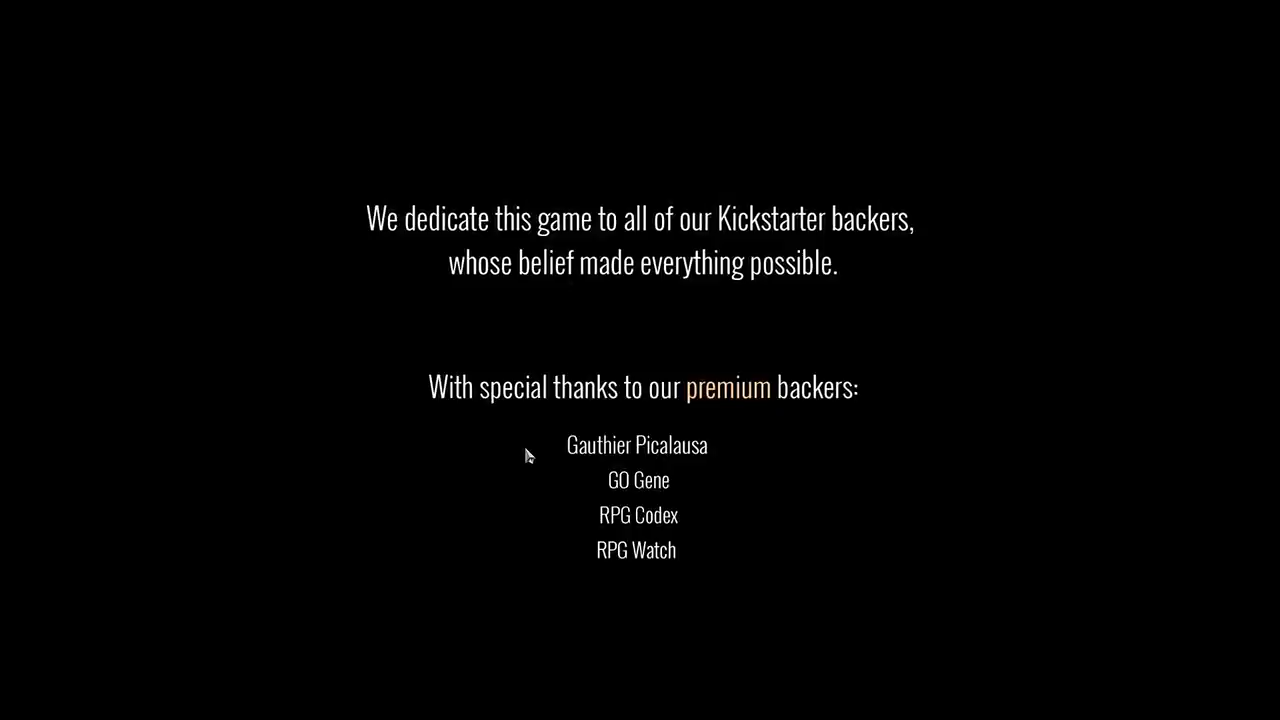 We dedicate this game to all of our Kickstarter backers,
whose belief made everything possible.
With special thanks to our premium backers:
Gauthier Picalausa
GO Gene
RPG Codex
RPG Watch